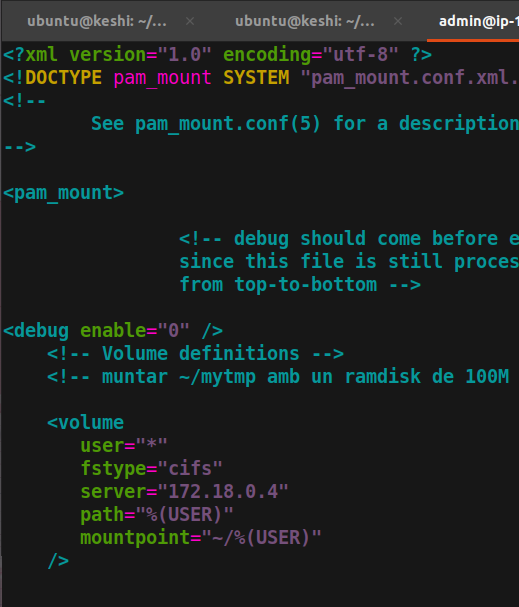 ubuntu@keshi: ~/... × ubuntu@keshi: ~/... × admin@ip-1
<?xml version="1.0" encoding="utf-8" ?>
<!DOCTYPE pam_mount SYSTEM "pam_mount.conf.xml.
<!--
See pam_mount.conf(5) for a description
-->
<pam_mount>
<!-- debug should come before e
since this file is still proces
from top-to-bottom -->
<debug enable="0" />
<!-- Volume definitions -->
<!-- muntar ~/mytmp amb un ramdisk de 100M
<volume
user="*"
fstype="cifs"
server="172.18.0.4"
path="%(USER)"
mountpoint="~/%(USER)"
/>